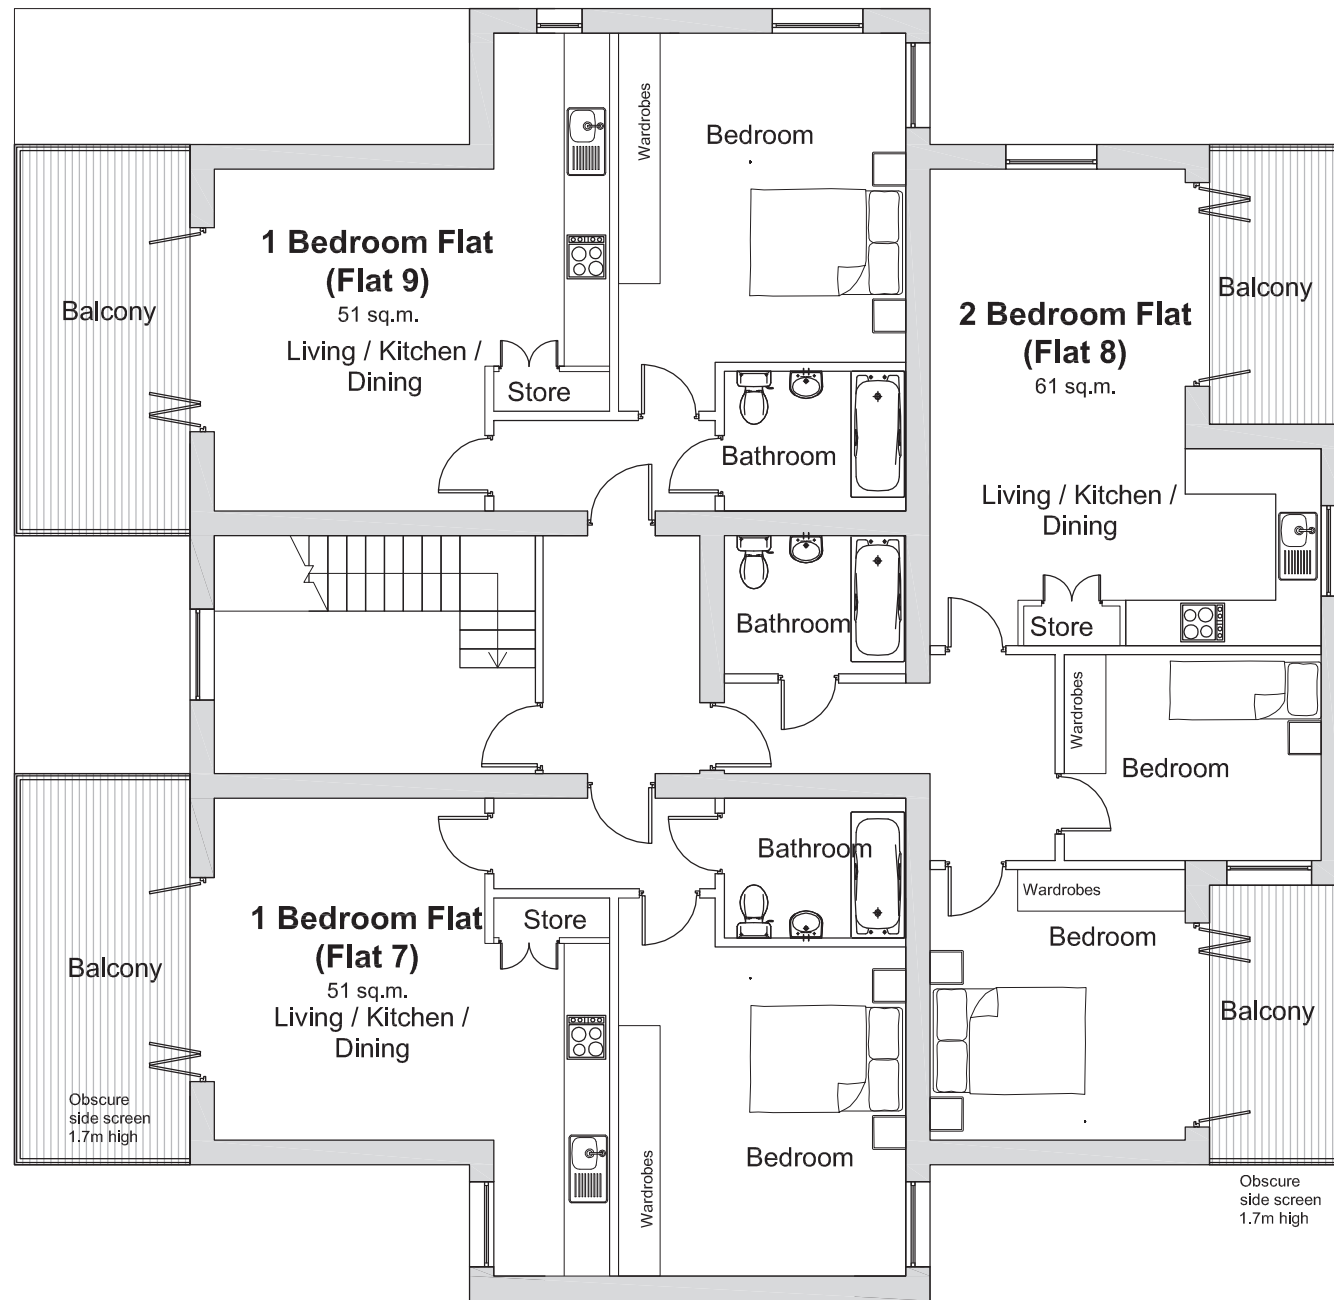 Wardrobes
Bedroom
1 Bedroom Flat
(Flat 9)
51 sq.m.
Living / Kitchen /
Dining
Balcony
Store
Bathroom
Balcony
2 Bedroom Flat
(Flat 8)
61 sq.m.
Living / Kitchen /
Dining
Store
Bathroom
Wardrobes
Bedroom
Bathroom
Wardrobes
Bedroom
Balcony
1 Bedroom Flat
(Flat 7)
51 sq.m.
Living / Kitchen /
Dining
Store
Balcony
Obscure
side screen
1.7m high
Wardrobes
Bedroom
Obscure
side screen
1.7m high